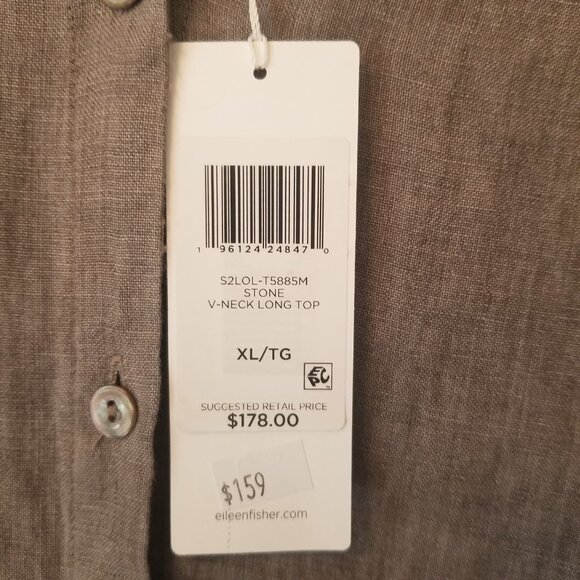 1 96124 24847 0
S2LOL-T5885M
STONE
V-NECK LONG TOP
XL/TG
EPC
SUGGESTED RETAIL PRICE
$178.00
$159
eileenfisher.com